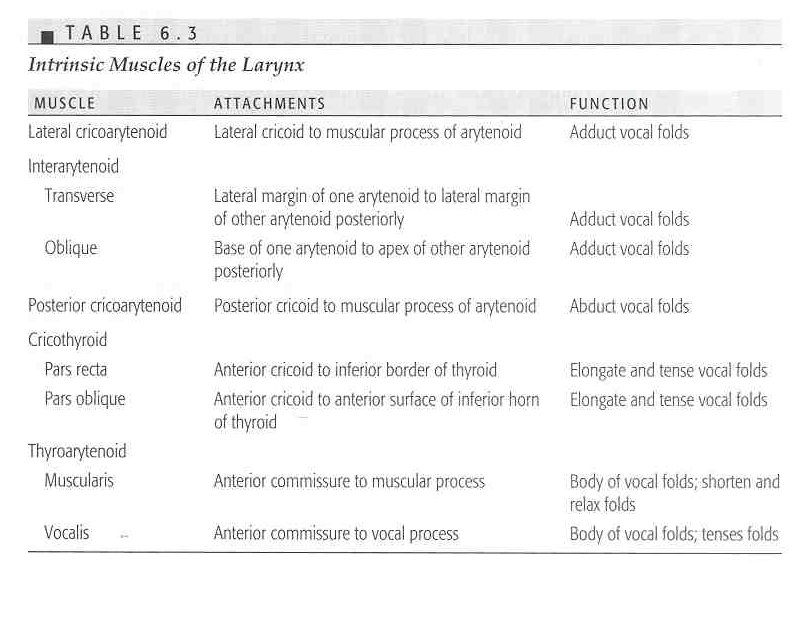 TABLE 6.3
Intrinsic Muscles of the Larynx
MUSCLE ATTACHMENTS FUNCTION
Lateral cricoarytenoid Lateral cricoid to muscular process of arytenoid Adduct vocal folds
Interarytenoid
Transverse Lateral margin of one arytenoid to lateral margin
of other arytenoid posteriorly Adduct vocal folds
Oblique Base of one arytenoid to apex of other arytenoid Adduct vocal folds
posteriorly
Posterior cricoarytenoid Posterior cricoid to muscular process of arytenoid Abduct vocal folds
Cricothyroid
Pars recta Anterior cricoid to inferior border of thyroid Elongate and tense vocal folds
Pars oblique Anterior cricoid to anterior surface of inferior horn Elongate and tense vocal folds
of thyroid
Thyroarytenoid
Muscularis Anterior commissure to muscular process Body of vocal folds; shorten and
relax folds
Vocalis Anterior commissure to vocal process Body of vocal folds; tenses folds